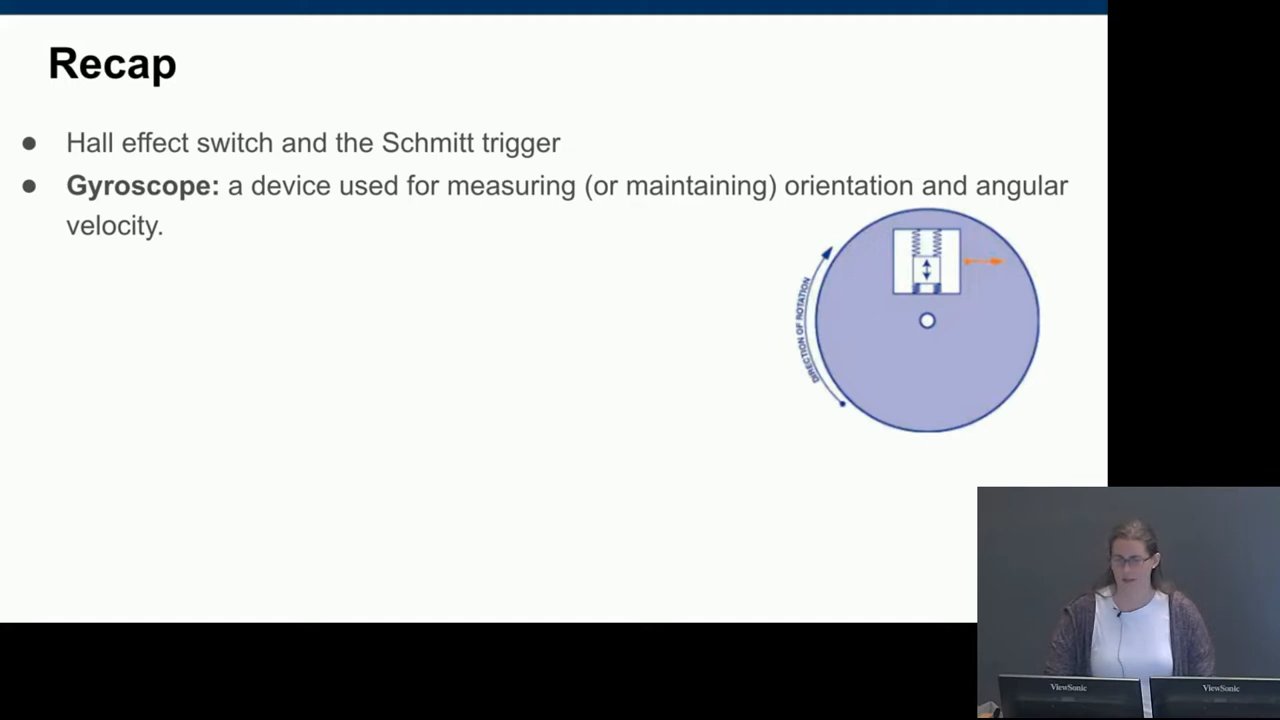 Recap
● Hall effect switch and the Schmitt trigger
● Gyroscope: a device used for measuring (or maintaining) orientation and angular
velocity.
DIRECTION OF ROTATION
ViewSonic
ViewSonic